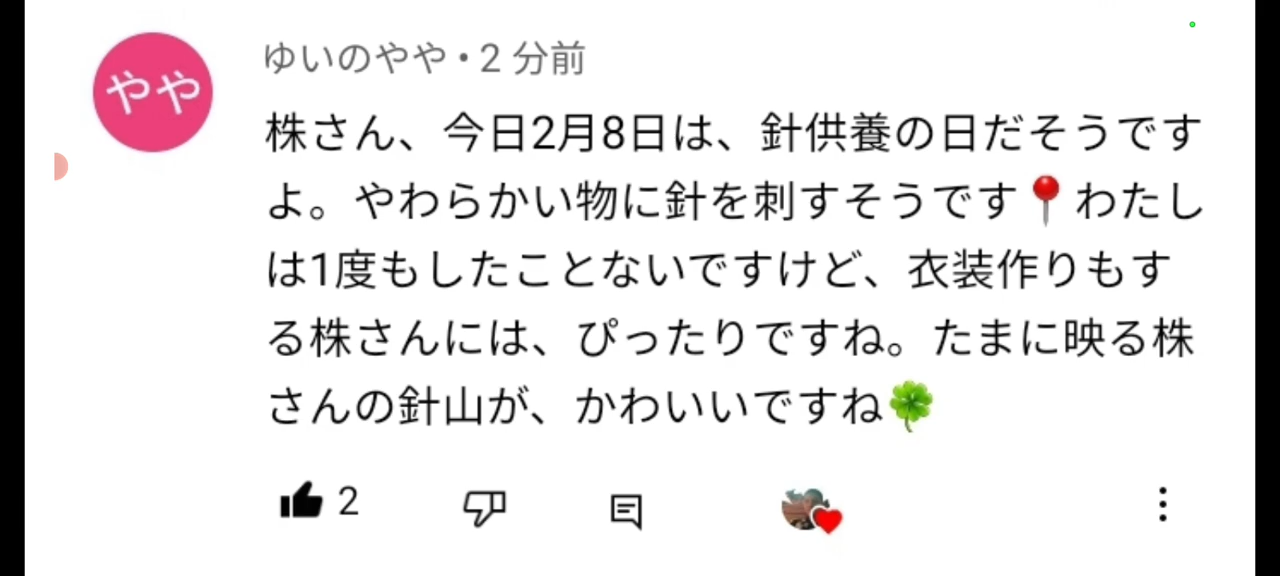 やや
ゆいのやや・2 分前
株さん、今日2月8日は、針供養の日だそうです
よ。やわらかい物に針を刺すそうです📍わたし
は1度もしたことないですけど、衣装作りもす
る株さんには、ぴったりですね。たまに映る株
さんの針山が、かわいいですね🍀
2